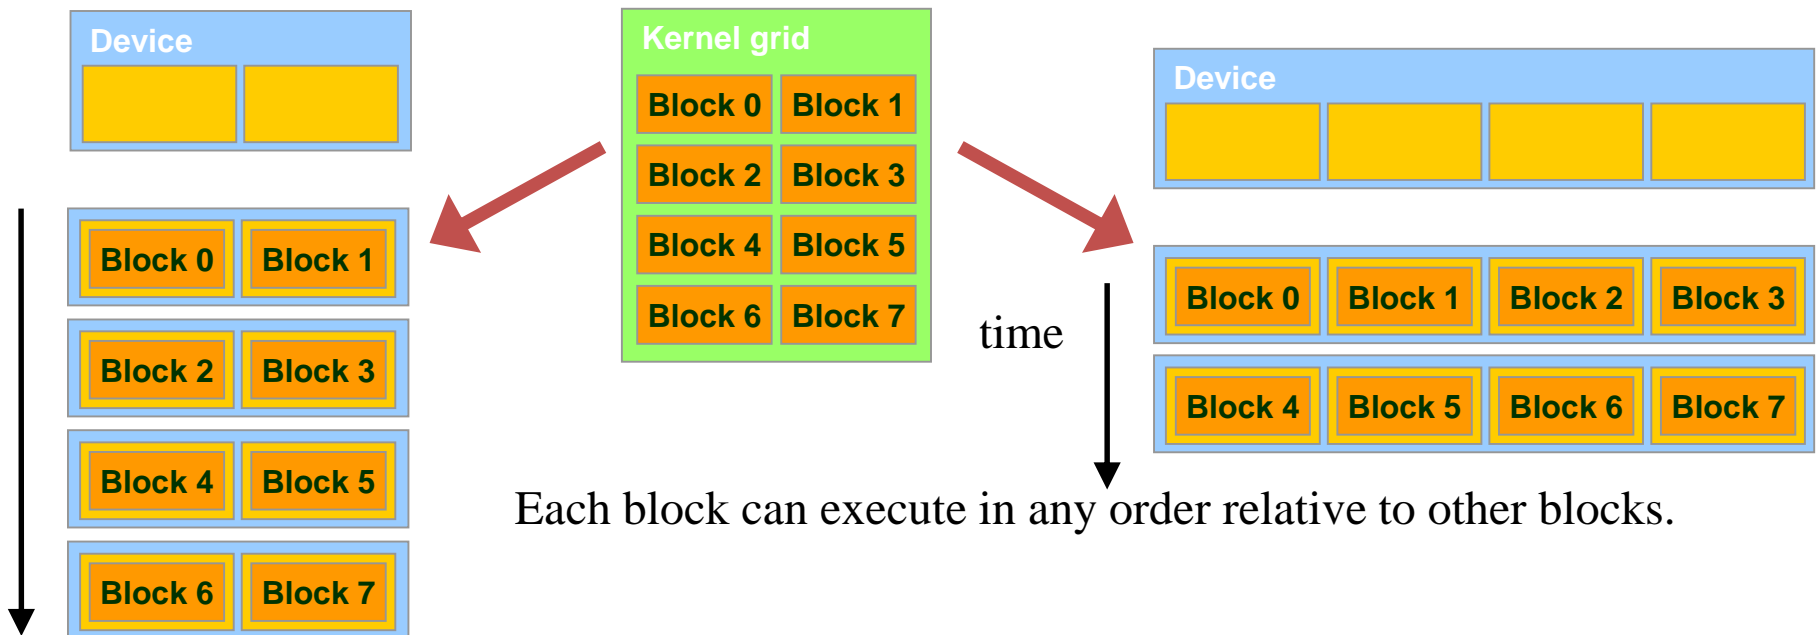 Device
Kernel grid
Block 0 Block 1
Block 2 Block 3
Block 4 Block 5
Block 6 Block 7
Device
Block 0 Block 1
Block 2 Block 3
Block 4 Block 5
Block 6 Block 7
time
Block 0 Block 1 Block 2 Block 3
Block 4 Block 5 Block 6 Block 7
Each block can execute in any order relative to other blocks.